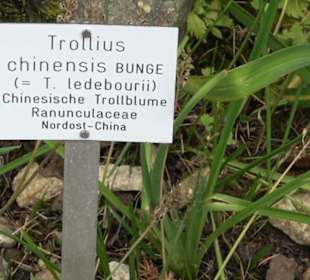 Trollius
chinensis BUNGE
(= T. ledebourii)
Chinesische Trollblume
Ranunculaceae
Nordost-China